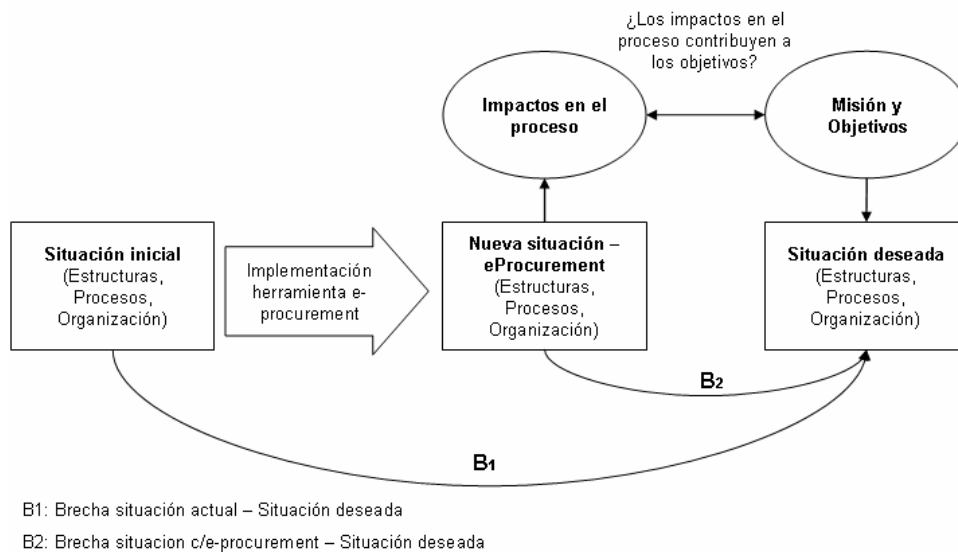 ¿Los impactos en el
proceso contribuyen a
los objetivos?
Impactos en el
proceso
Misión y
Objetivos
Situación inicial
(Estructuras,
Procesos,
Organización)
Implementación
herramienta e-
procurement
Nueva situación –
eProcurement
(Estructuras,
Procesos,
Organización)
Situación deseada
(Estructuras,
Procesos,
Organización)
B2
B1
B1: Brecha situación actual – Situación deseada
B2: Brecha situacion c/e-procurement – Situación deseada